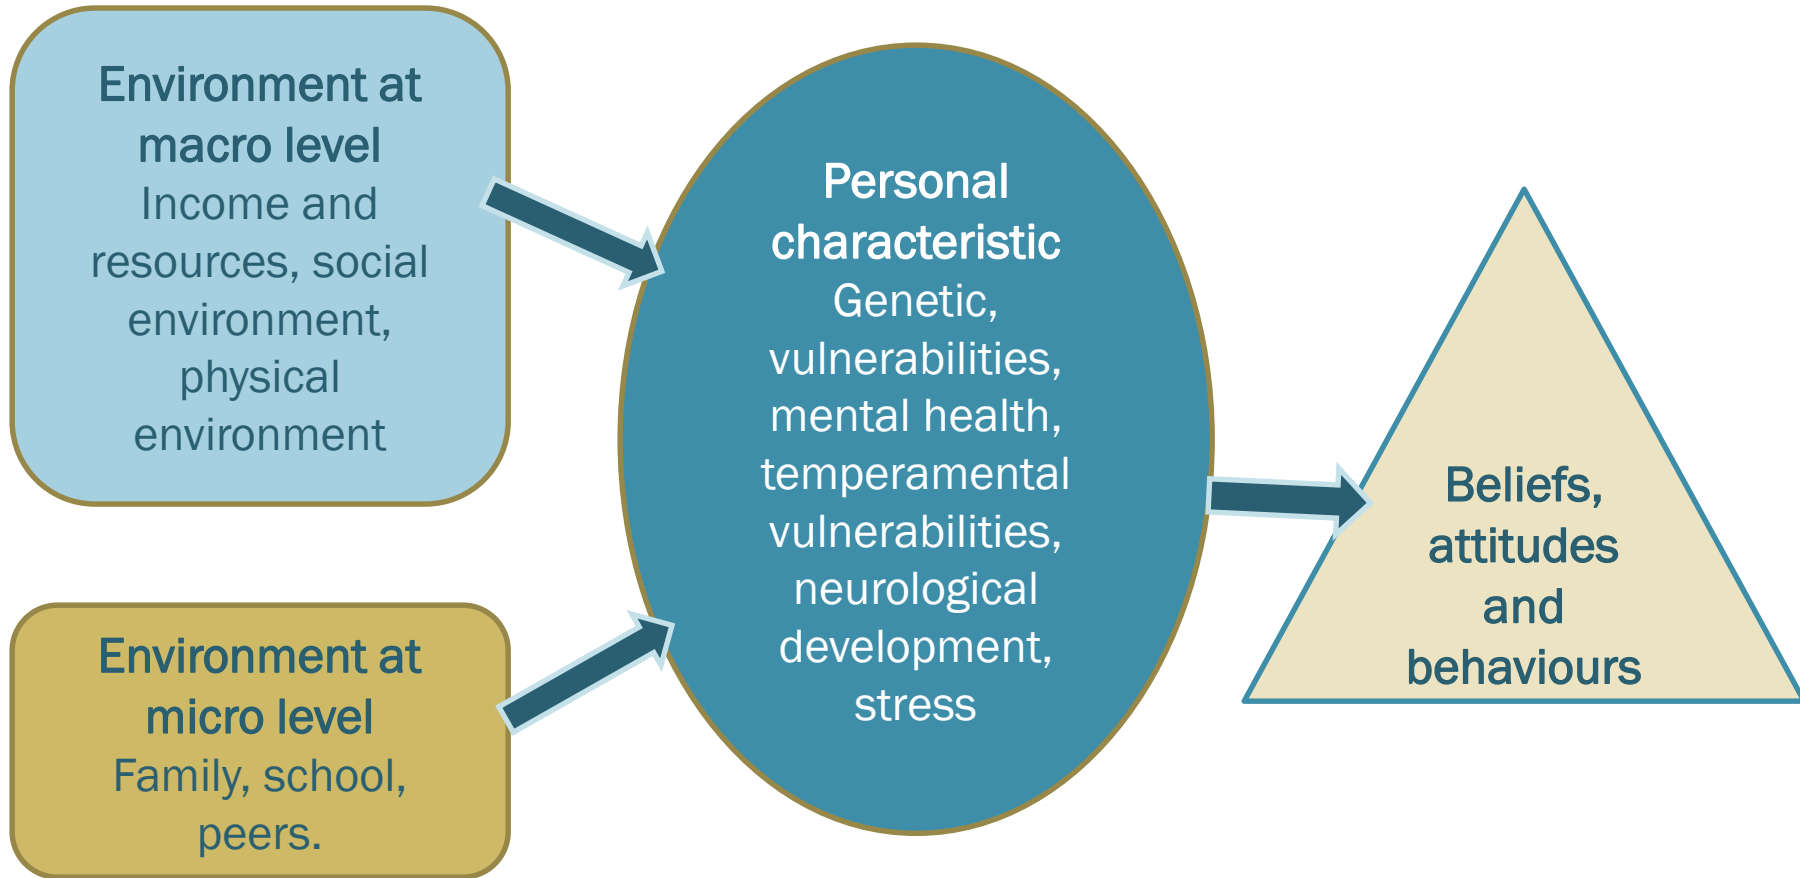 Environment at
macro level
Income and
resources, social
environment,
physical
environment
Environment at
micro level
Family, school,
peers.
Personal
characteristic
Genetic,
vulnerabilities,
mental health,
temperamental
vulnerabilities,
neurological
development,
stress
Beliefs,
attitudes
and
behaviours